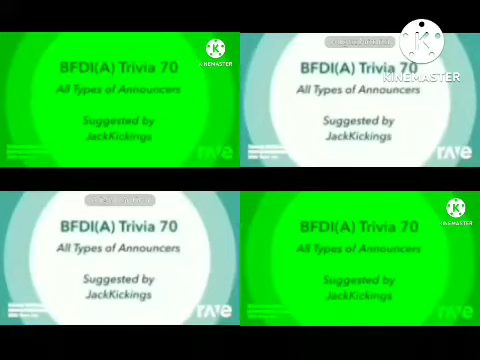 BFDI(A) Trivia 70
All Types of Announcers
Suggested by
JackKickings
KINEMASTER
rave
BFDI(A) Trivia 70
All Types of Announcers
Suggested by
JackKickings
KINEMASTER
rave
BFDI(A) Trivia 70
All Types of Announcers
Suggested by
JackKickings
rave
BFDI(A) Trivia 70
All Types of Announcers
Suggested by
JackKickings
KINEMASTER
rave